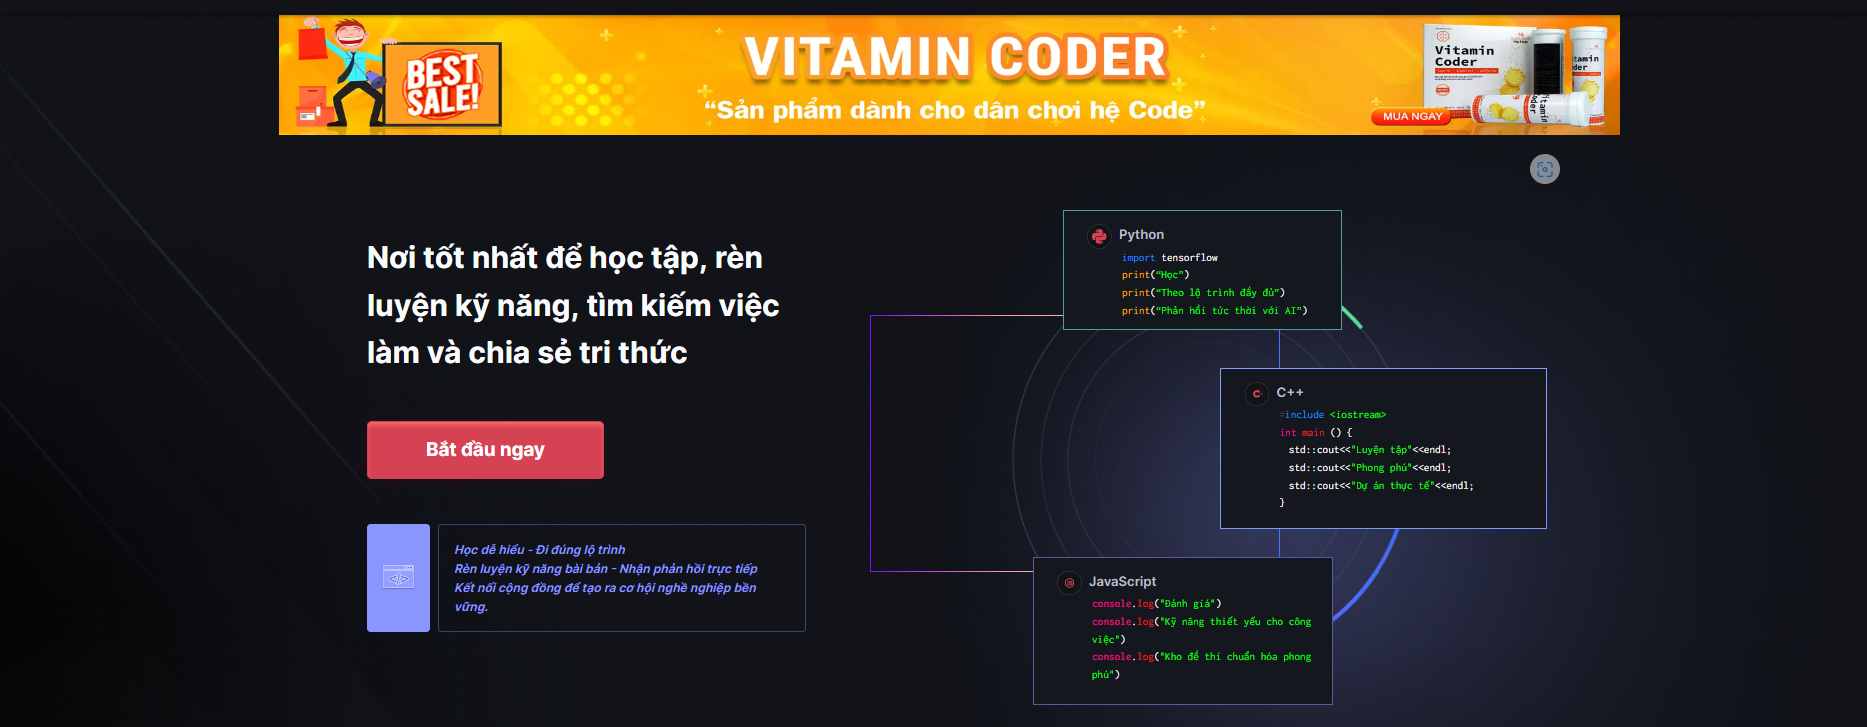 BEST
SALE!
VITAMIN CODER
“Sản phẩm dành cho dân chơi hệ Code”
Vitamin
Coder
MUA NGAY
Vitamin
Coder
Nơi tốt nhất để học tập, rèn
luyện kỹ năng, tìm kiếm việc
làm và chia sẻ tri thức
Bắt đầu ngay
</>
Học dễ hiểu - Đi đúng lộ trình
Rèn luyện kỹ năng bài bản - Nhận phản hồi trực tiếp
Kết nối cộng đồng để tạo ra cơ hội nghề nghiệp bền
vững.
Python
import tensorflow
print(“Học”)
print(“Theo lộ trình đầy đủ”)
print(“Phản hồi tức thời với AI”)
C++
#include <iostream>
int main () {
std::cout<<"Luyện tập"<<endl;
std::cout<<"Phong phú"<<endl;
std::cout<<"Dự án thực tế"<<endl;
}
JavaScript
console.log("Đánh giá")
console.log("Kỹ năng thiết yếu cho công
việc")
console.log("Kho đề thi chuẩn hóa phong
phú")